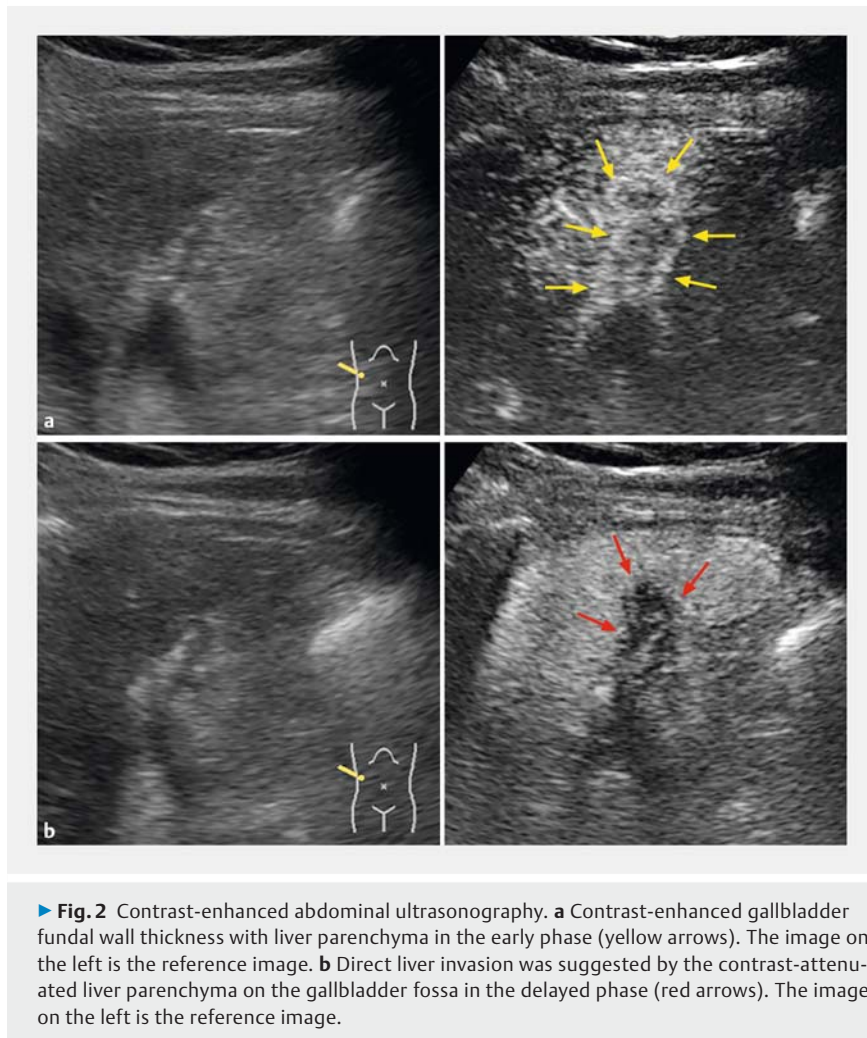 a
b
▶ Fig. 2 Contrast-enhanced abdominal ultrasonography. a Contrast-enhanced gallbladder
fundal wall thickness with liver parenchyma in the early phase (yellow arrows). The image on
the left is the reference image. b Direct liver invasion was suggested by the contrast-attenu-
ated liver parenchyma on the gallbladder fossa in the delayed phase (red arrows). The image
on the left is the reference image.